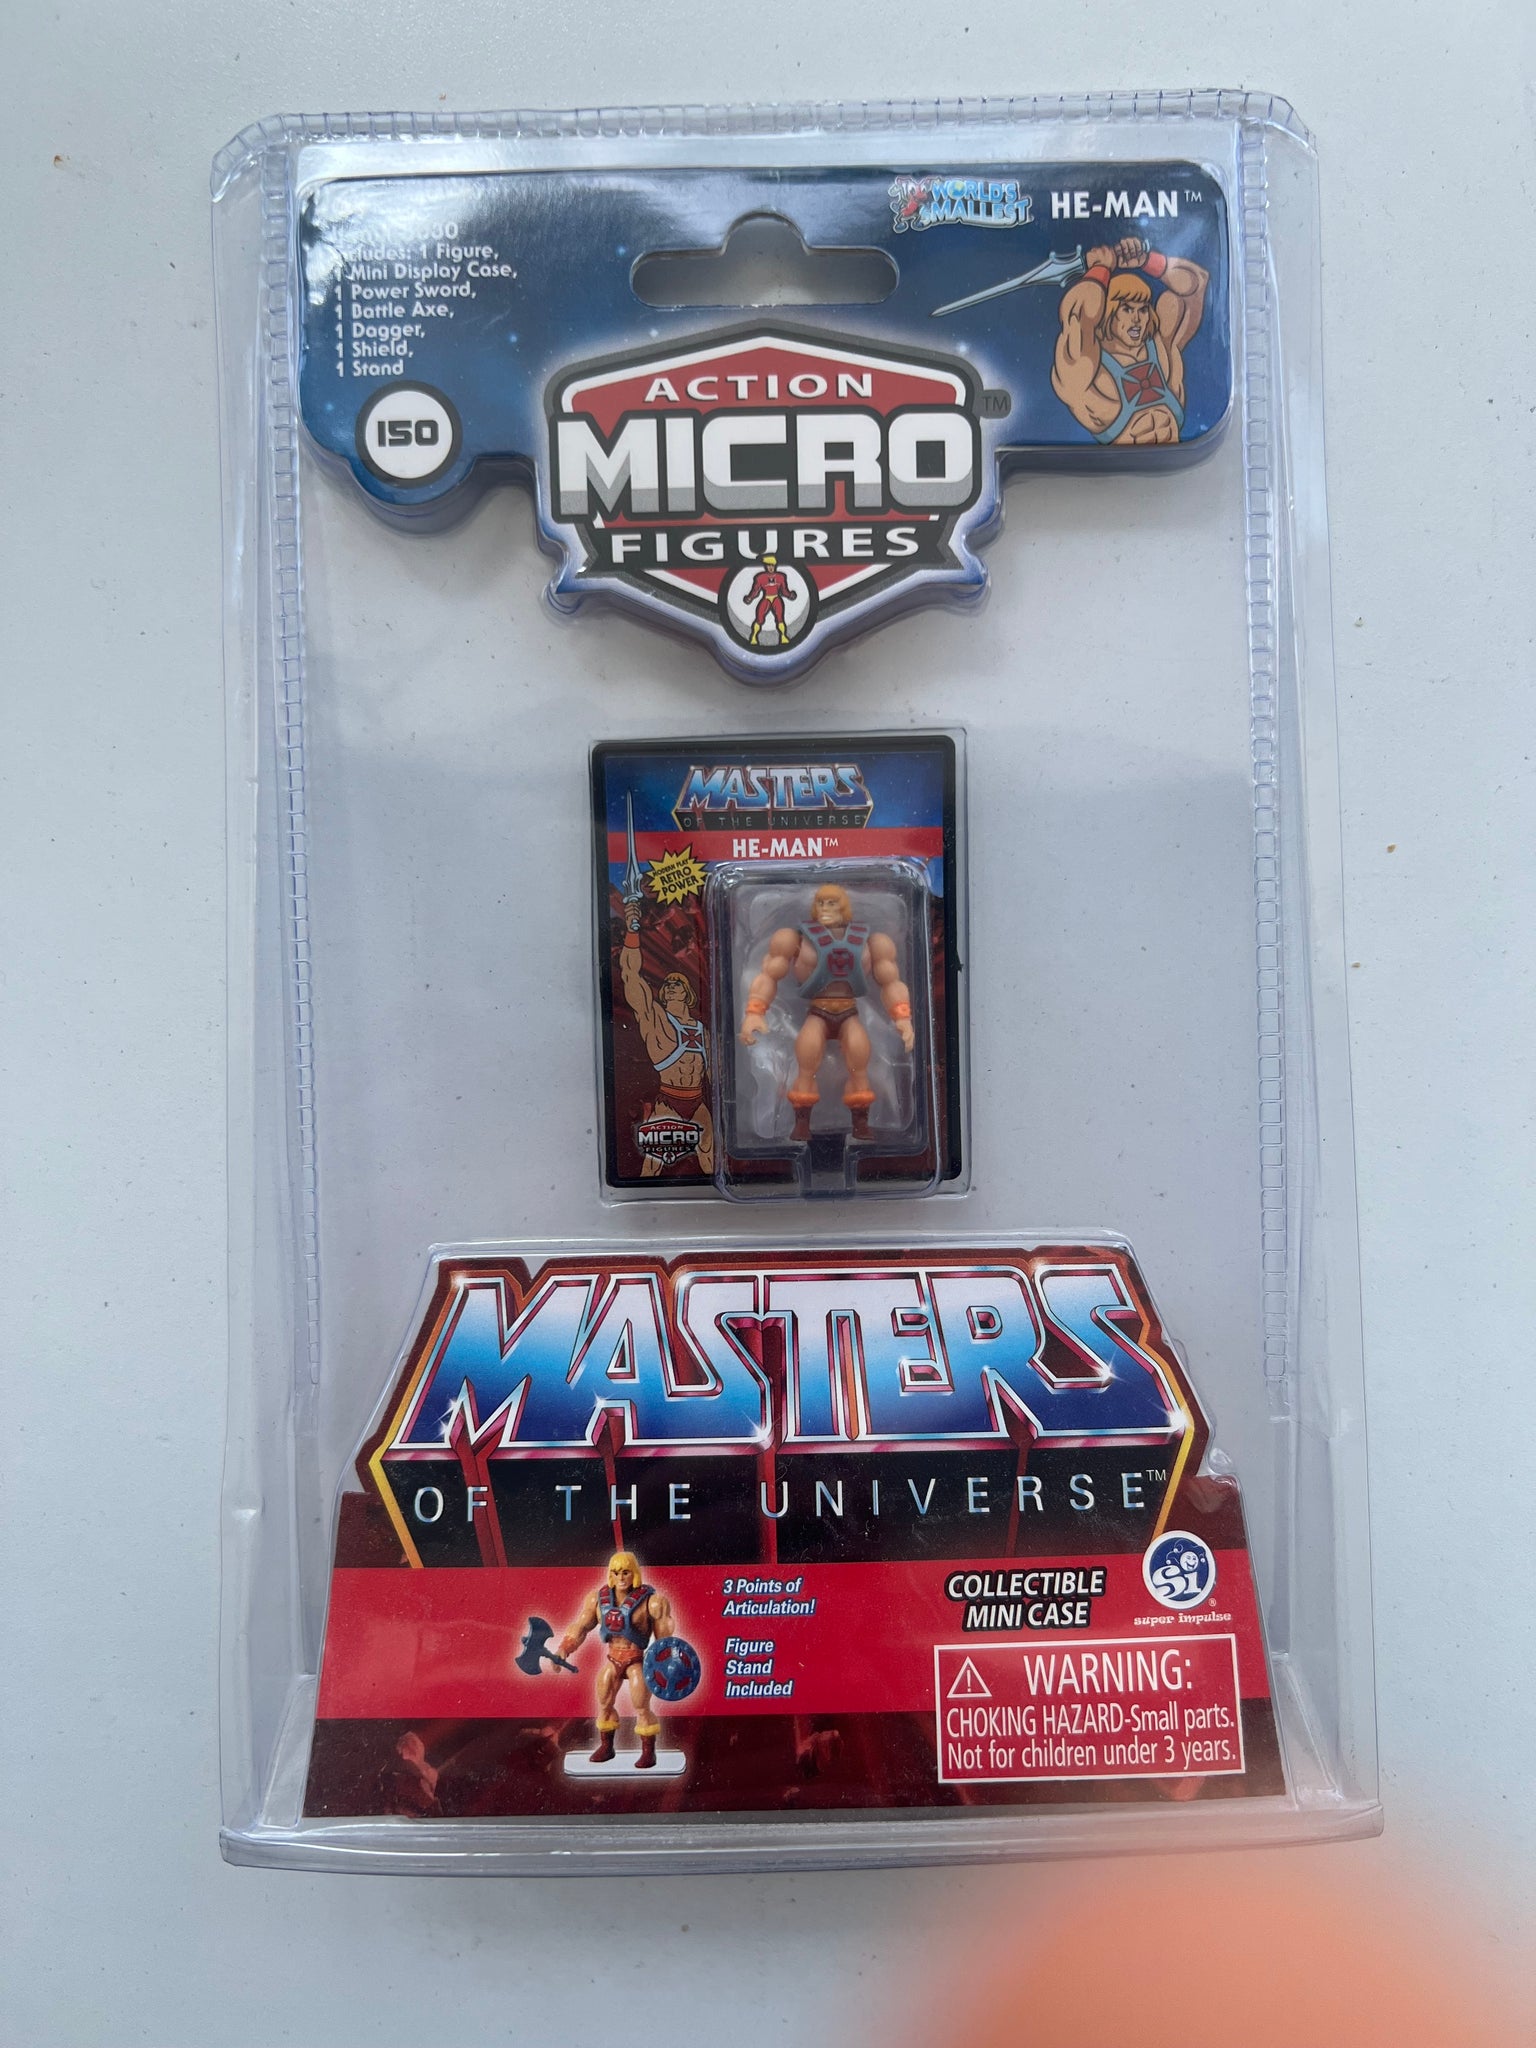 1 Figure,
Mini Display Case,
1 Power Sword,
1 Battle Axe,
1 Dagger,
1 Shield,
1 Stand
150
WORLD'S
SMALLEST
HE-MAN™
ACTION
MICRO™
FIGURES
MASTERS
OF THE UNIVERSE
HE-MAN™
MODERN PLAY
RETRO
POWER
ACTION
MICRO
FIGURES
MASTERS
OF THE UNIVERSE™
3 Points of
Articulation!
Figure
Stand
Included
COLLECTIBLE
MINI CASE
Si®
super impulse
⚠ WARNING:
CHOKING HAZARD-Small parts.
Not for children under 3 years.